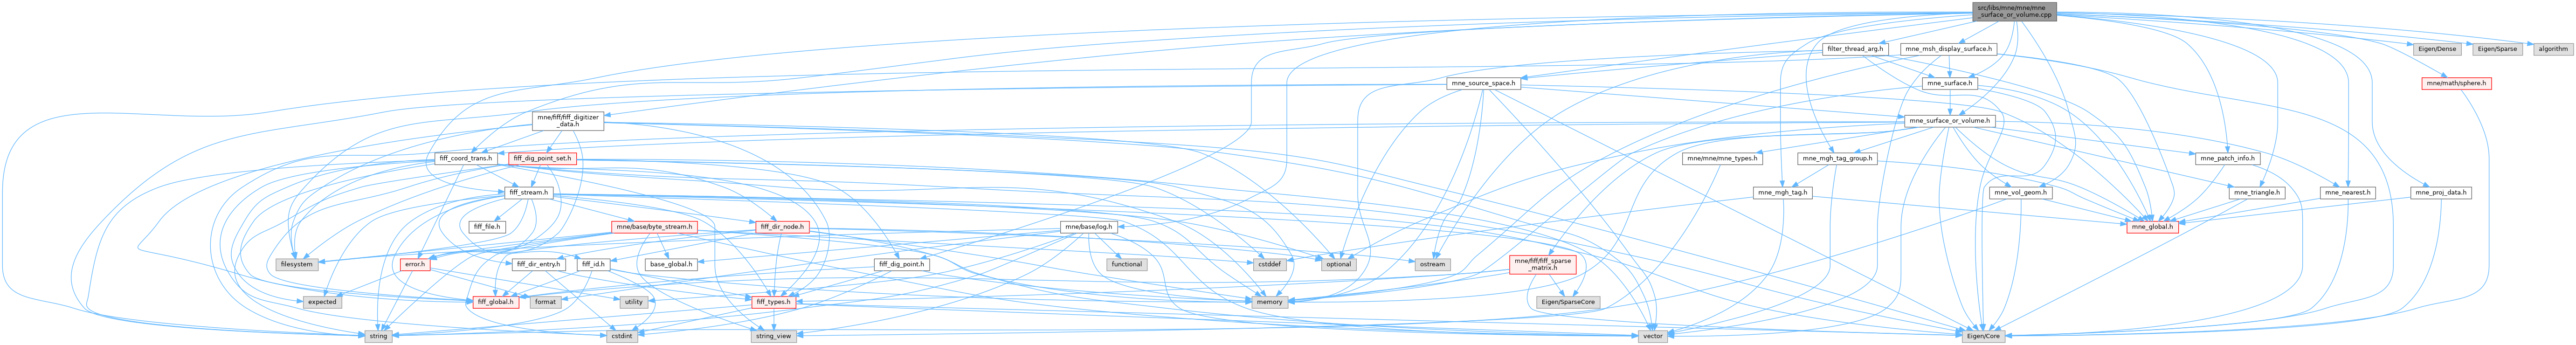 src/libs/mne/mne/mne
_surface_or_volume.cpp
filter_thread_arg.h
mne_msh_display_surface.h
Eigen/Dense
Eigen/Sparse
algorithm
mne_source_space.h
mne_surface.h
mne/math/sphere.h
mne/fiff/fiff_digitizer
_data.h
mne_surface_or_volume.h
fiff_coord_trans.h
fiff_dig_point_set.h
mne/mne/mne_types.h
mne_mgh_tag_group.h
mne_patch_info.h
fiff_stream.h
mne_mgh_tag.h
mne_vol_geom.h
mne_triangle.h
mne_nearest.h
mne_proj_data.h
fiff_file.h
mne/base/byte_stream.h
fiff_dir_node.h
mne/base/log.h
mne_global.h
filesystem
error.h
fiff_dir_entry.h
fiff_id.h
base_global.h
functional
fiff_dig_point.h
cstddef
optional
ostream
mne/fiff/fiff_sparse
_matrix.h
expected
fiff_global.h
format
utility
fiff_types.h
memory
Eigen/SparseCore
string
cstdint
string_view
vector
Eigen/Core